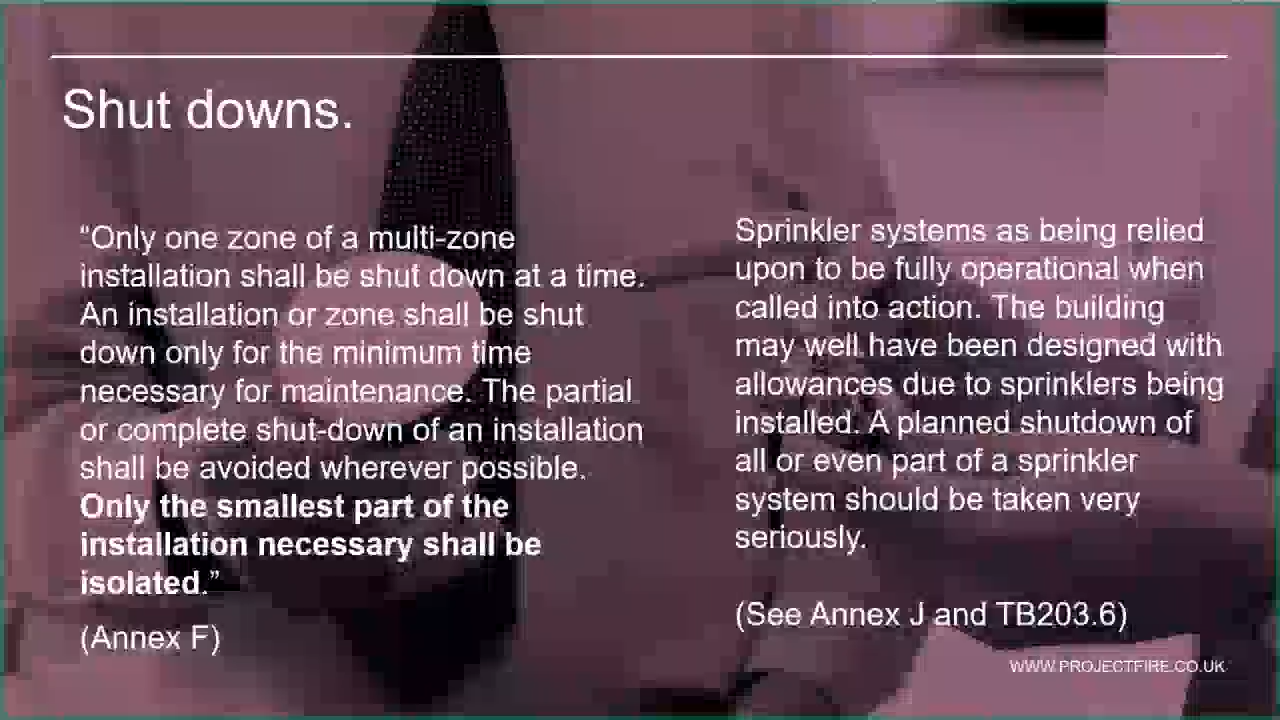 Shut downs.
“Only one zone of a multi-zone
installation shall be shut down at a time.
An installation or zone shall be shut
down only for the minimum time
necessary for maintenance. The partial
or complete shut-down of an installation
shall be avoided wherever possible.
Only the smallest part of the
installation necessary shall be
isolated.”
(Annex F)
Sprinkler systems as being relied
upon to be fully operational when
called into action. The building
may well have been designed with
allowances due to sprinklers being
installed. A planned shutdown of
all or even part of a sprinkler
system should be taken very
seriously.
(See Annex J and TB203.6)
WWW.PROJECTFIRE.CO.UK